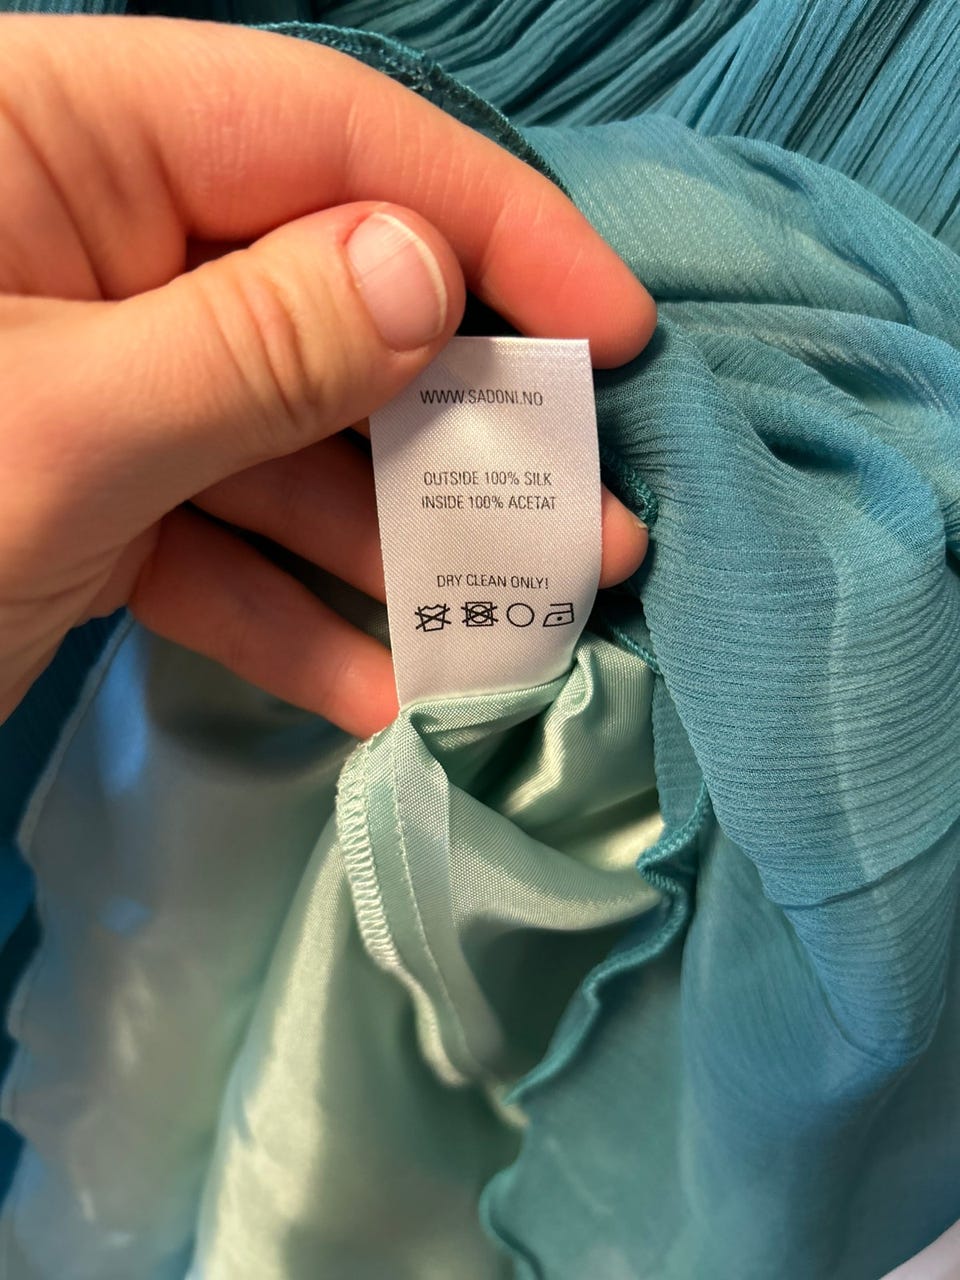 WWW.SADONI.NO
OUTSIDE 100% SILK
INSIDE 100% ACETAT
DRY CLEAN ONLY!